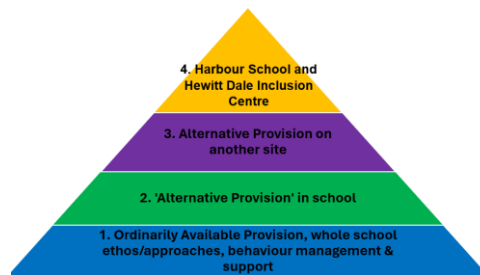 4. Harbour School and
Hewitt Dale Inclusion
Centre
3. Alternative Provision on
another site
2. 'Alternative Provision' in school
1. Ordinarily Available Provision, whole school
ethos/approaches, behaviour management &
support